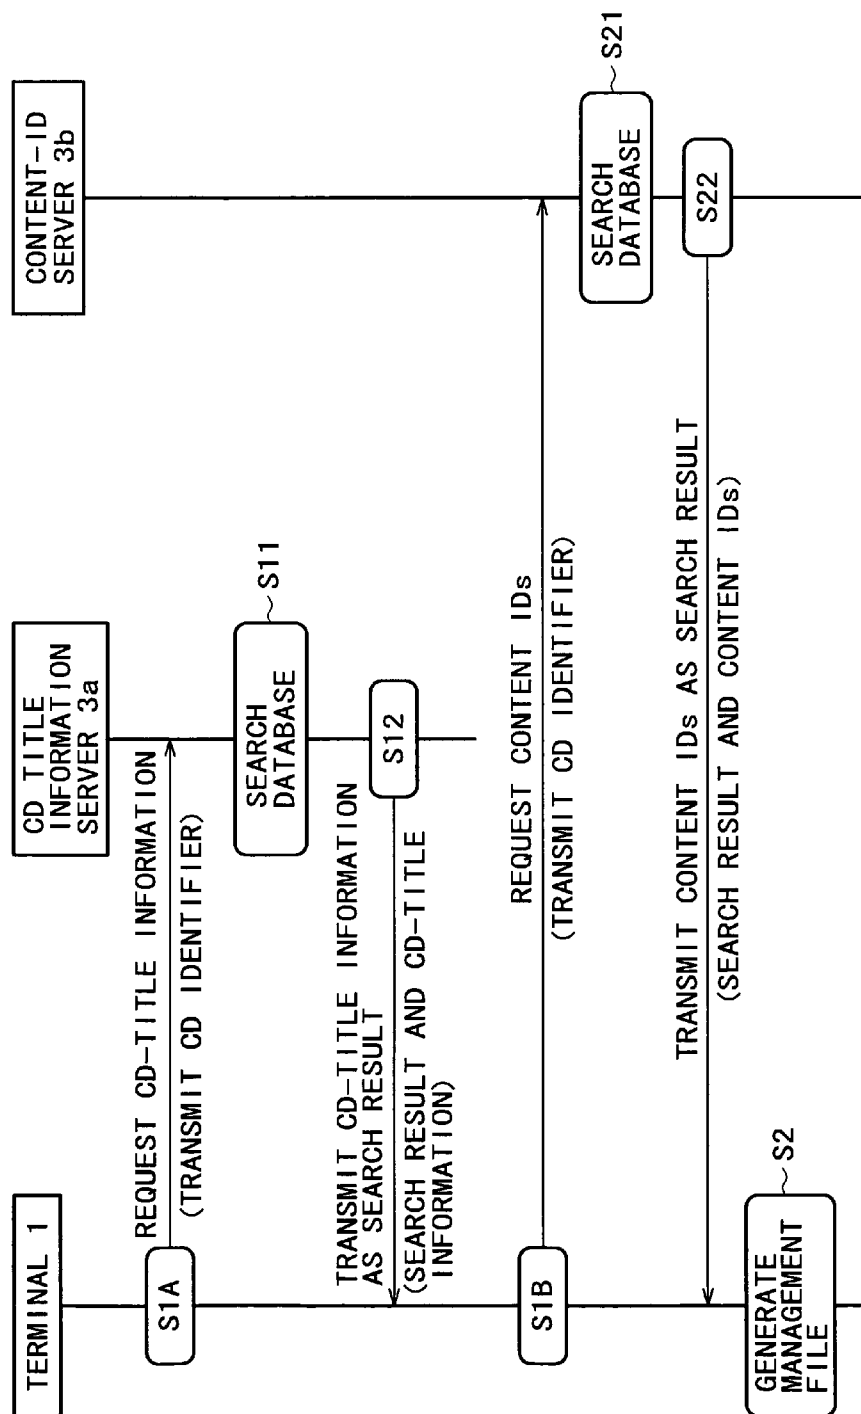 TERMINAL 1
CD TITLE
INFORMATION
SERVER 3a
CONTENT-ID
SERVER 3b
S1A
REQUEST CD-TITLE INFORMATION
(TRANSMIT CD IDENTIFIER)
SEARCH
DATABASE
S11
TRANSMIT CD-TITLE INFORMATION
AS SEARCH RESULT
(SEARCH RESULT AND CD-TITLE
INFORMATION)
S12
S1B
REQUEST CONTENT IDs
(TRANSMIT CD IDENTIFIER)
SEARCH
DATABASE
S21
TRANSMIT CONTENT IDs AS SEARCH RESULT
(SEARCH RESULT AND CONTENT IDs)
S22
GENERATE
MANAGEMENT
FILE
S2